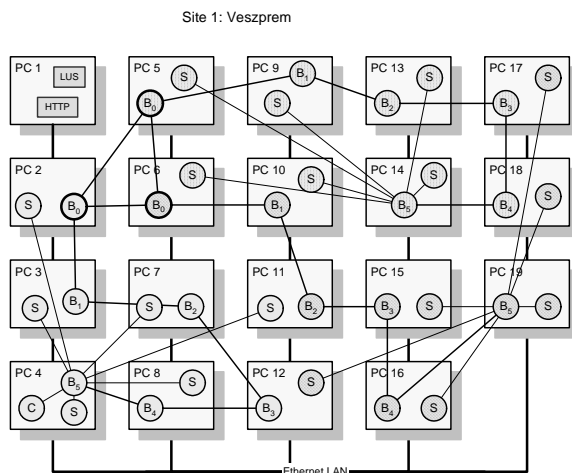 Site 1: Veszprem
PC 1 LUS HTTP
PC 5 S B0
PC 9 B1 S
PC 13 S B2
PC 17 S B3
PC 2 S B0
PC 6 S B0
PC 10 S B1
PC 14 S B5
PC 18 S B4
PC 3 S B1
PC 7 S B2
PC 11 S B2
PC 15 B3 S
PC 19 B5 S
PC 4 B5 C S
PC 8 S B4
PC 12 S B3
PC 16 B4 S
Ethernet LAN